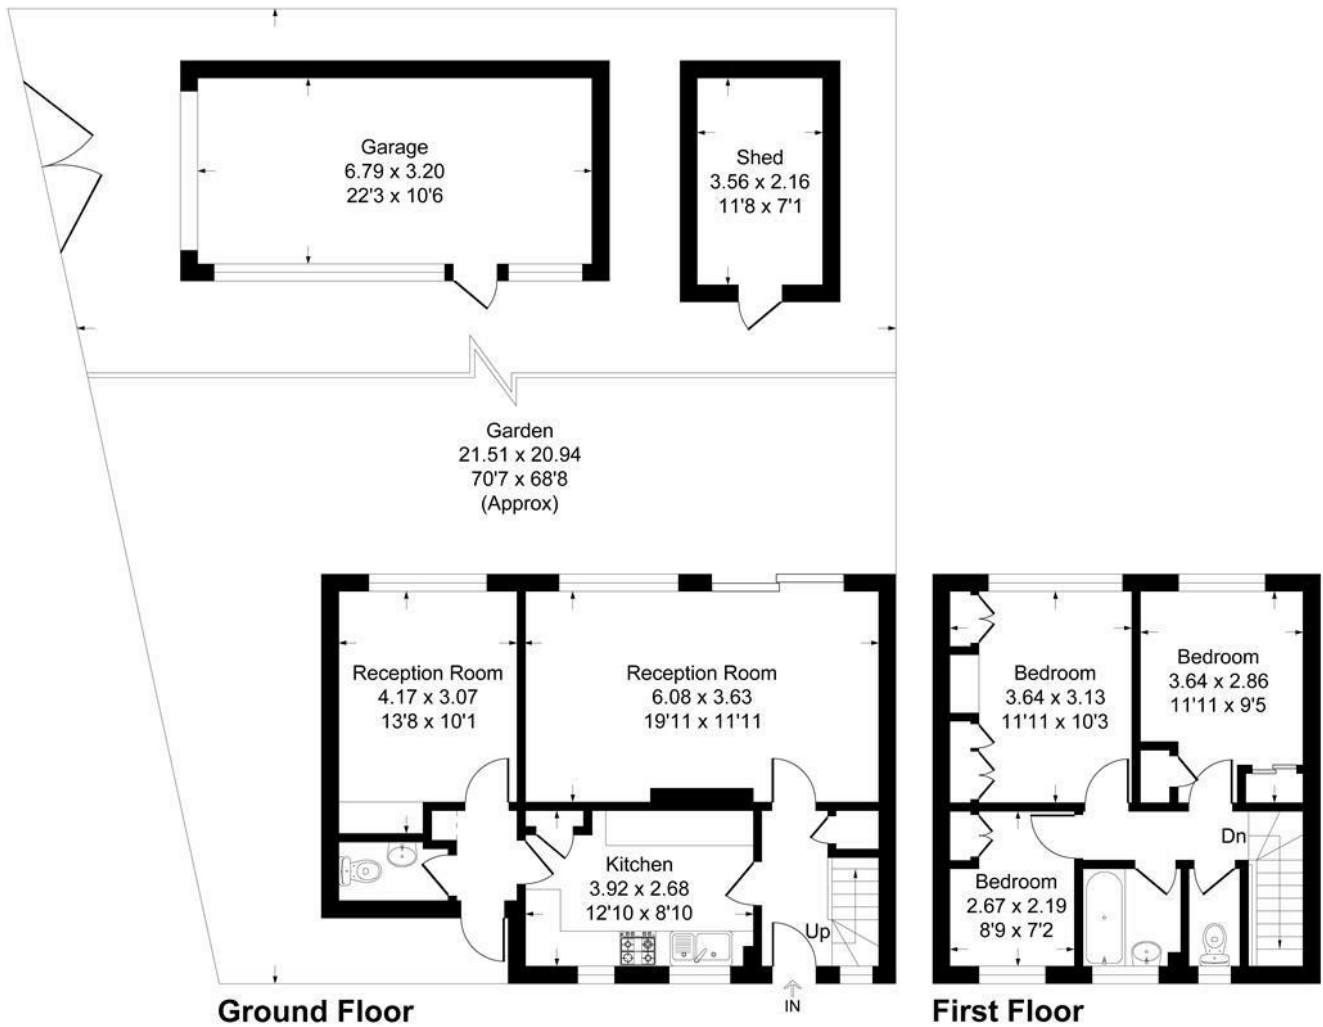 Garage
6.79 x 3.20
22'3 x 10'6
Shed
3.56 x 2.16
11'8 x 7'1
Garden
21.51 x 20.94
70'7 x 68'8
(Approx)
Reception Room
4.17 x 3.07
13'8 x 10'1
Reception Room
6.08 x 3.63
19'11 x 11'11
Kitchen
3.92 x 2.68
12'10 x 8'10
Up
IN
Ground Floor
Bedroom
3.64 x 3.13
11'11 x 10'3
Bedroom
3.64 x 2.86
11'11 x 9'5
Dn
Bedroom
2.67 x 2.19
8'9 x 7'2
First Floor